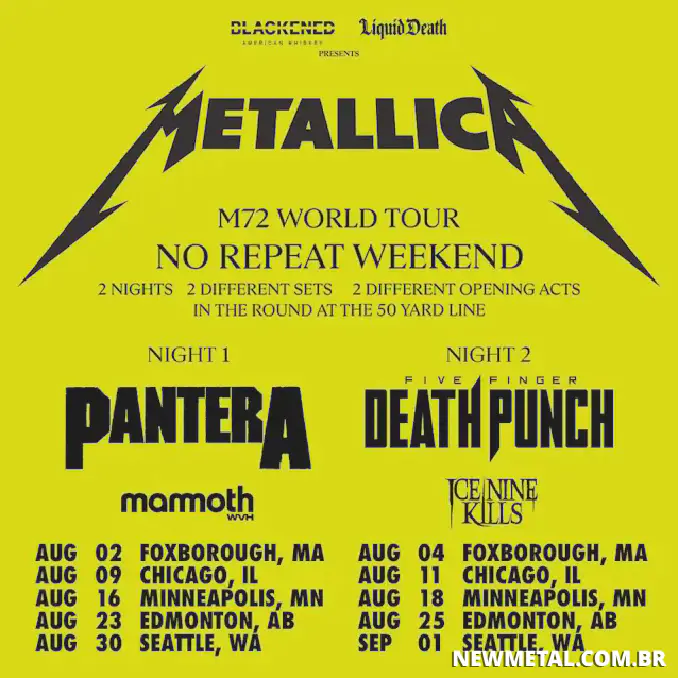 BLACKENED LiquidDeath
AMERICAN WHISKEY
PRESENTS
METALLICA
M72 WORLD TOUR
NO REPEAT WEEKEND
2 NIGHTS 2 DIFFERENT SETS 2 DIFFERENT OPENING ACTS
IN THE ROUND AT THE 50 YARD LINE
NIGHT 1
PANTERA
mammoth
WVH
AUG 02 FOXBOROUGH, MA
AUG 09 CHICAGO, IL
AUG 16 MINNEAPOLIS, MN
AUG 23 EDMONTON, AB
AUG 30 SEATTLE, WA
NIGHT 2
FIVE FINGER
DEATH PUNCH
ICE NINE
KILLS
AUG 04 FOXBOROUGH, MA
AUG 11 CHICAGO, IL
AUG 18 MINNEAPOLIS, MN
AUG 25 EDMONTON, AB
SEP 01 SEATTLE, WA
NEWMETAL.COM.BR